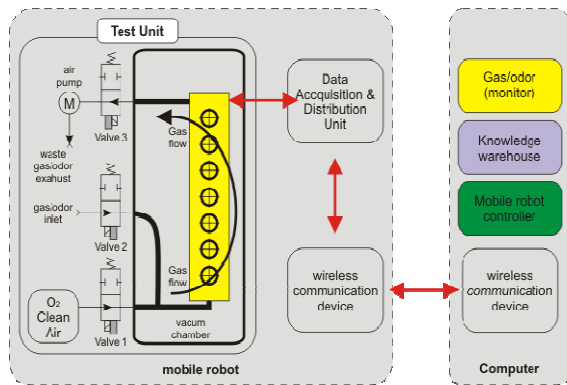 Test Unit
air
pump
M
Valve 3
waste
gas/odor
exahust
gas/odor
inlet
Valve 2
O2
Clean
Air
Valve 1
Gas
flow
Gas
flow
vacum
chamber
mobile robot
Data
Accquisition &
Distribution
Unit
wireless
communication
device
Gas/odor
(monitor)
Knowledge
warehouse
Mobile robot
controller
wireless
communication
device
Computer